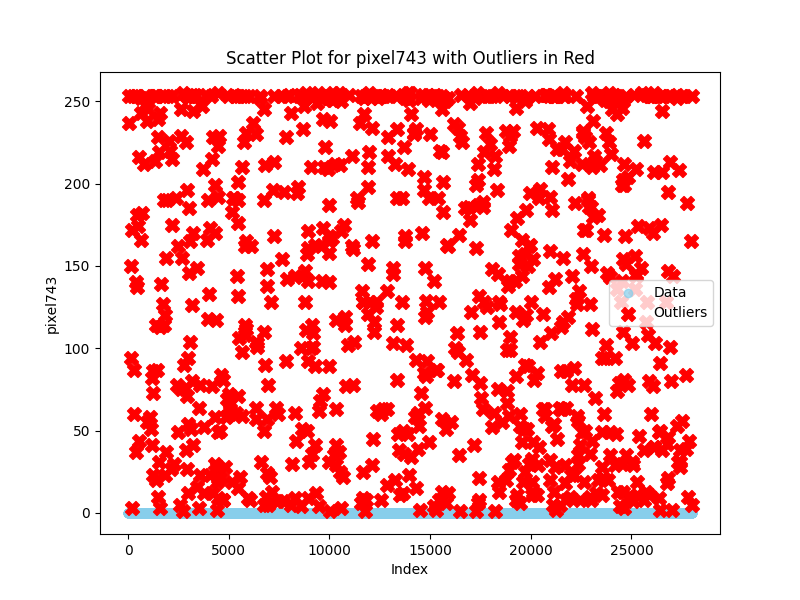 Scatter Plot for pixel743 with Outliers in Red
250
200
150
100
50
0
pixel743
Data
Outliers
0
5000
10000
15000
20000
25000
Index